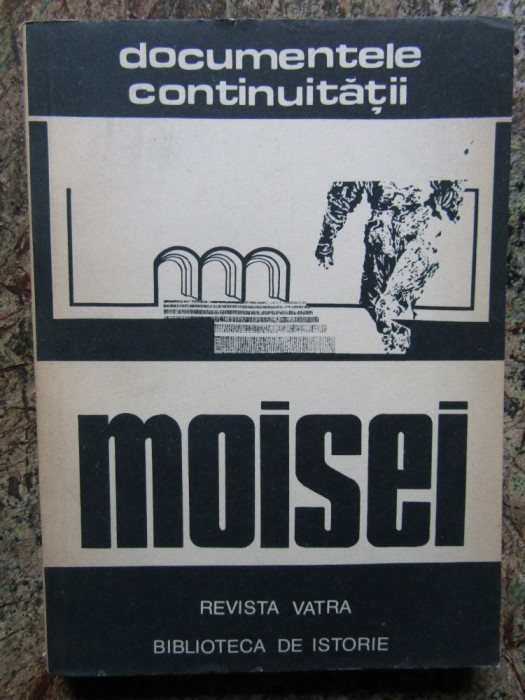 documentele
continuității
moisei
REVISTA VATRA
BIBLIOTECA DE ISTORIE